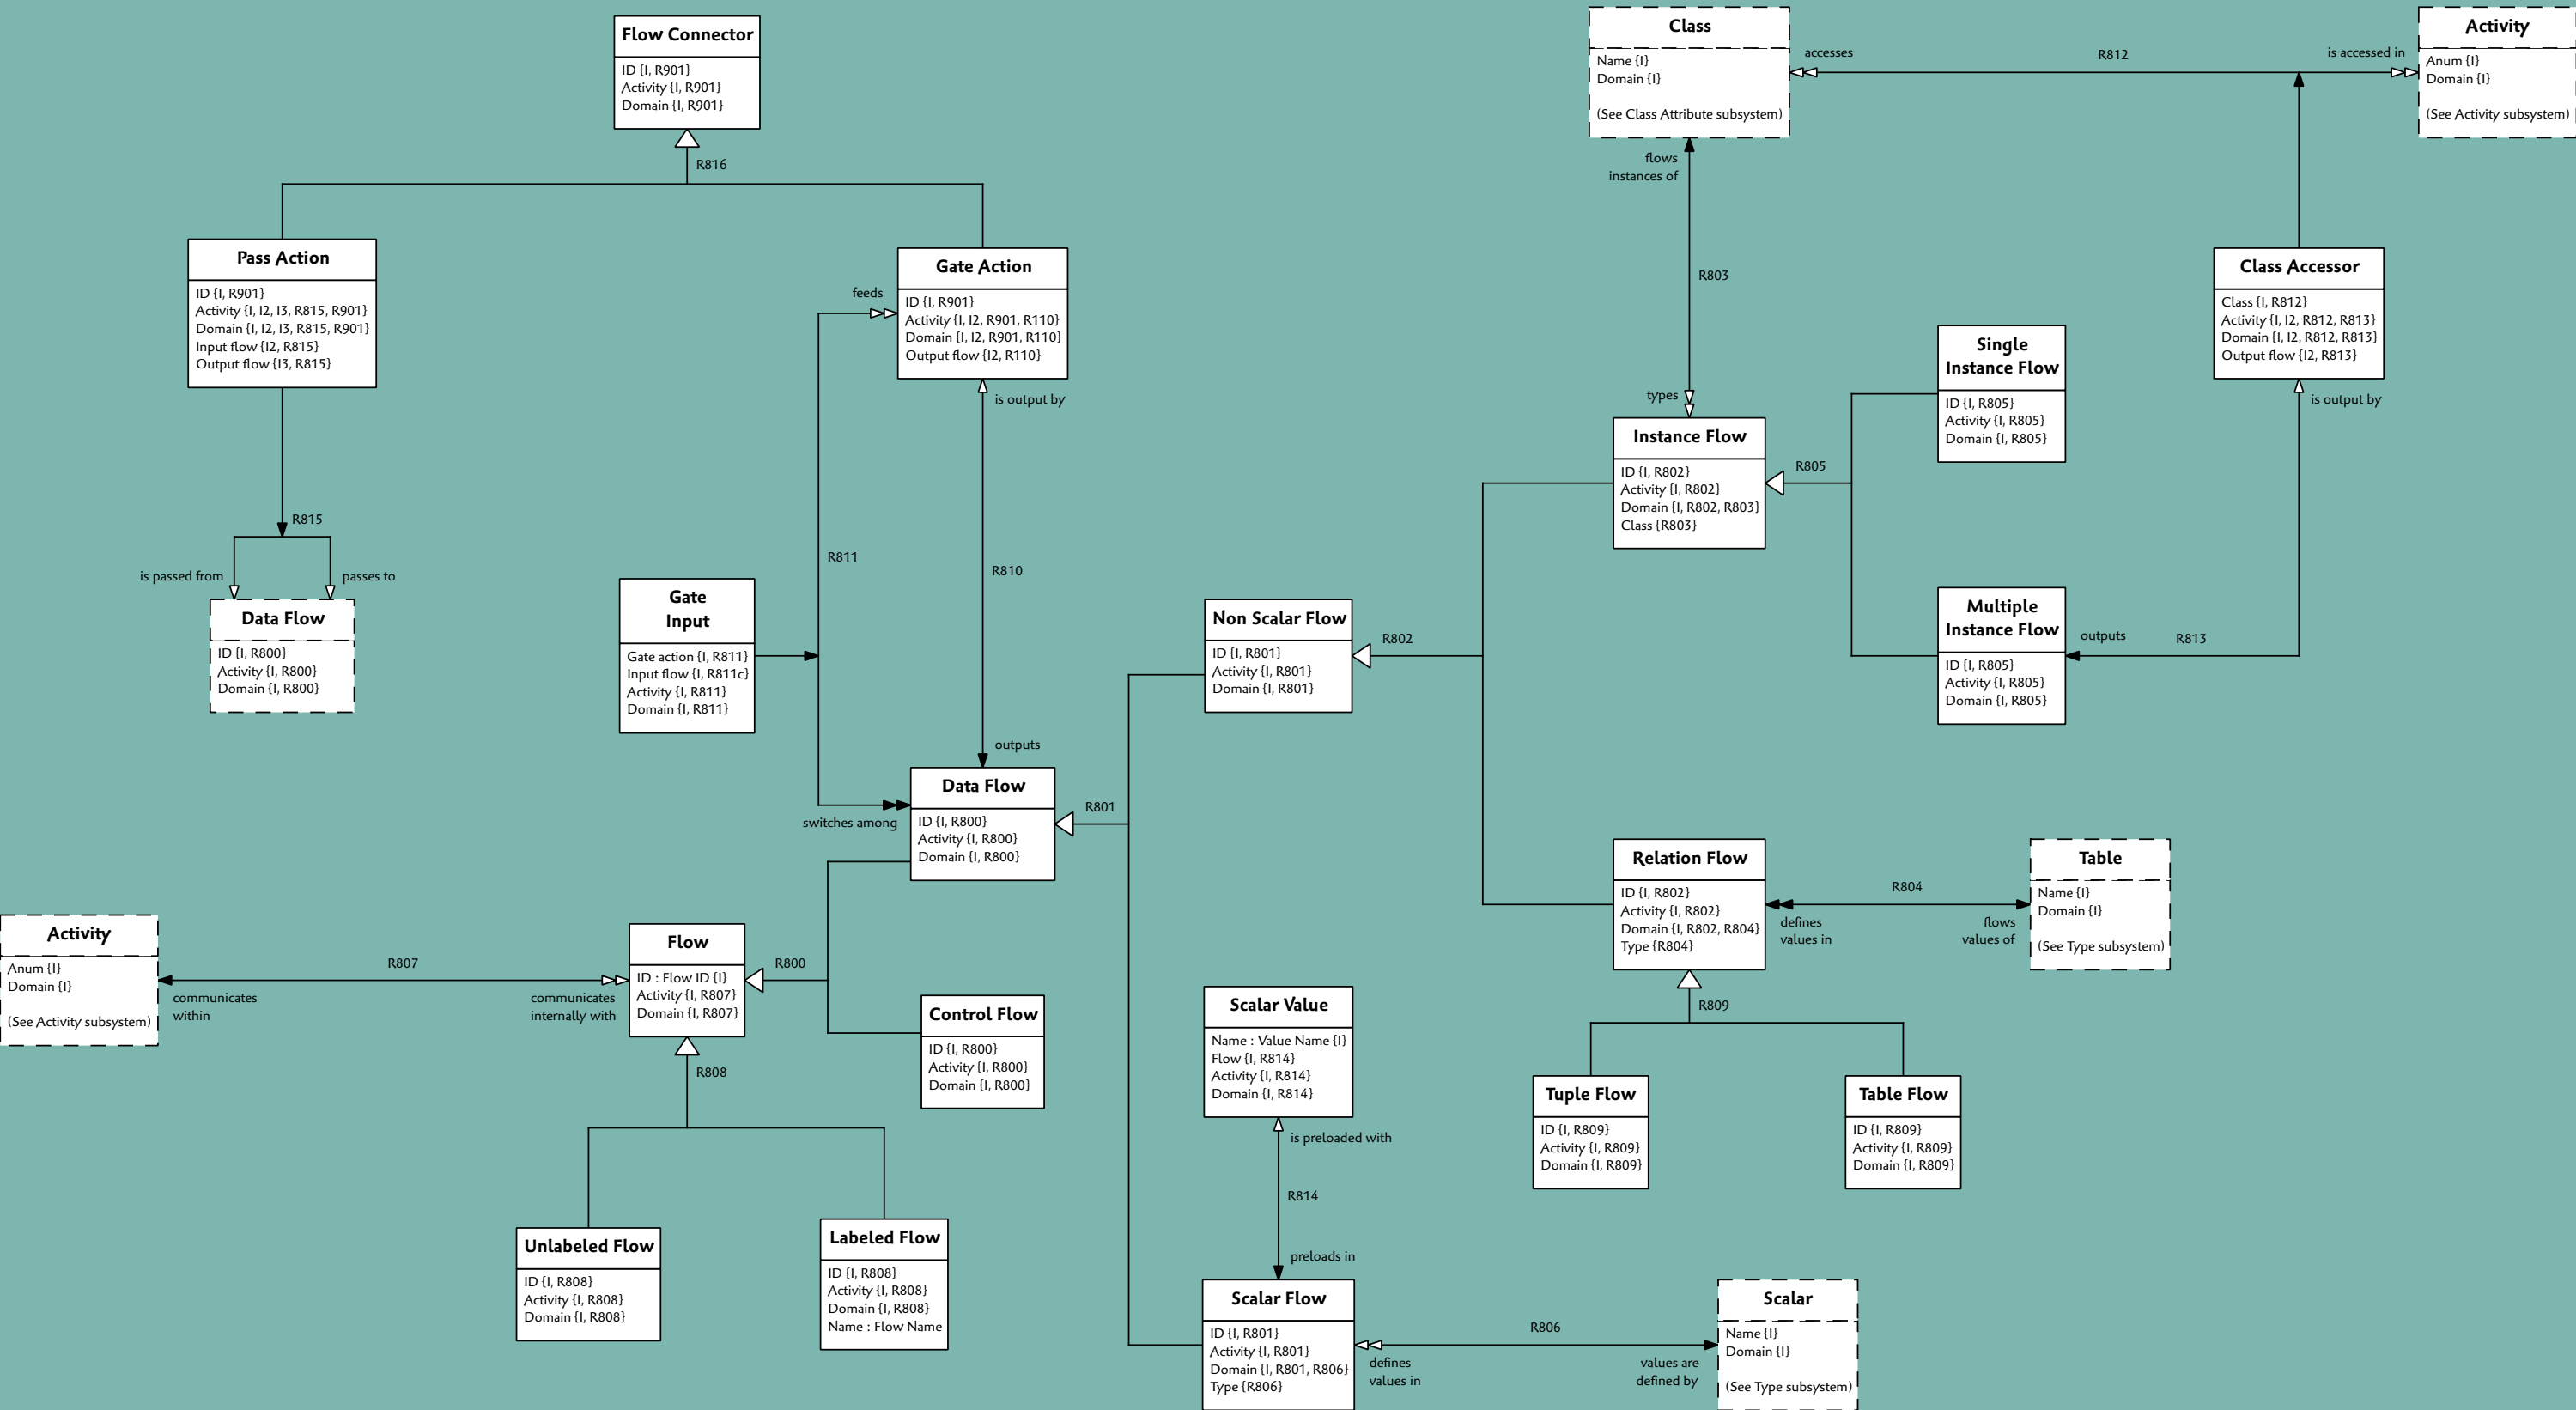 Flow Connector
ID {I, R901}
Activity {I, R901}
Domain {I, R901}
R816
Class
Name {I}
Domain {I}
(See Class Attribute subsystem)
accesses
R812
is accessed in
Activity
Anum {I}
Domain {I}
(See Activity subsystem)
flows
instances of
R803
types
Pass Action
ID {I, R901}
Activity {I, I2, I3, R815, R901}
Domain {I, I2, I3, R815, R901}
Input flow {I2, R815}
Output flow {I3, R815}
Gate Action
ID {I, R901}
Activity {I, I2, R901, R110}
Domain {I, I2, R901, R110}
Output flow {I2, R110}
feeds
is output by
Class Accessor
Class {I, R812}
Activity {I, I2, R812, R813}
Domain {I, I2, R812, R813}
Output flow {I2, R813}
is output by
Single
Instance Flow
ID {I, R805}
Activity {I, R805}
Domain {I, R805}
Instance Flow
ID {I, R802}
Activity {I, R802}
Domain {I, R802, R803}
Class {R803}
R805
R815
is passed from
passes to
Data Flow
ID {I, R800}
Activity {I, R800}
Domain {I, R800}
R811
R810
Gate
Input
Gate action {I, R811}
Input flow {I, R811c}
Activity {I, R811}
Domain {I, R811}
Non Scalar Flow
ID {I, R801}
Activity {I, R801}
Domain {I, R801}
R802
Multiple
Instance Flow
ID {I, R805}
Activity {I, R805}
Domain {I, R805}
outputs
R813
outputs
Data Flow
ID {I, R800}
Activity {I, R800}
Domain {I, R800}
switches among
R801
Relation Flow
ID {I, R802}
Activity {I, R802}
Domain {I, R802, R804}
Type {R804}
R804
defines
values in
flows
values of
Table
Name {I}
Domain {I}
(See Type subsystem)
Activity
Anum {I}
Domain {I}
(See Activity subsystem)
R807
communicates
within
communicates
internally with
Flow
ID : Flow ID {I}
Activity {I, R807}
Domain {I, R807}
R800
Control Flow
ID {I, R800}
Activity {I, R800}
Domain {I, R800}
R808
Scalar Value
Name : Value Name {I}
Flow {I, R814}
Activity {I, R814}
Domain {I, R814}
is preloaded with
R814
preloads in
R809
Tuple Flow
ID {I, R809}
Activity {I, R809}
Domain {I, R809}
Table Flow
ID {I, R809}
Activity {I, R809}
Domain {I, R809}
Unlabeled Flow
ID {I, R808}
Activity {I, R808}
Domain {I, R808}
Labeled Flow
ID {I, R808}
Activity {I, R808}
Domain {I, R808}
Name : Flow Name
Scalar Flow
ID {I, R801}
Activity {I, R801}
Domain {I, R801, R806}
Type {R806}
R806
defines
values in
values are
defined by
Scalar
Name {I}
Domain {I}
(See Type subsystem)